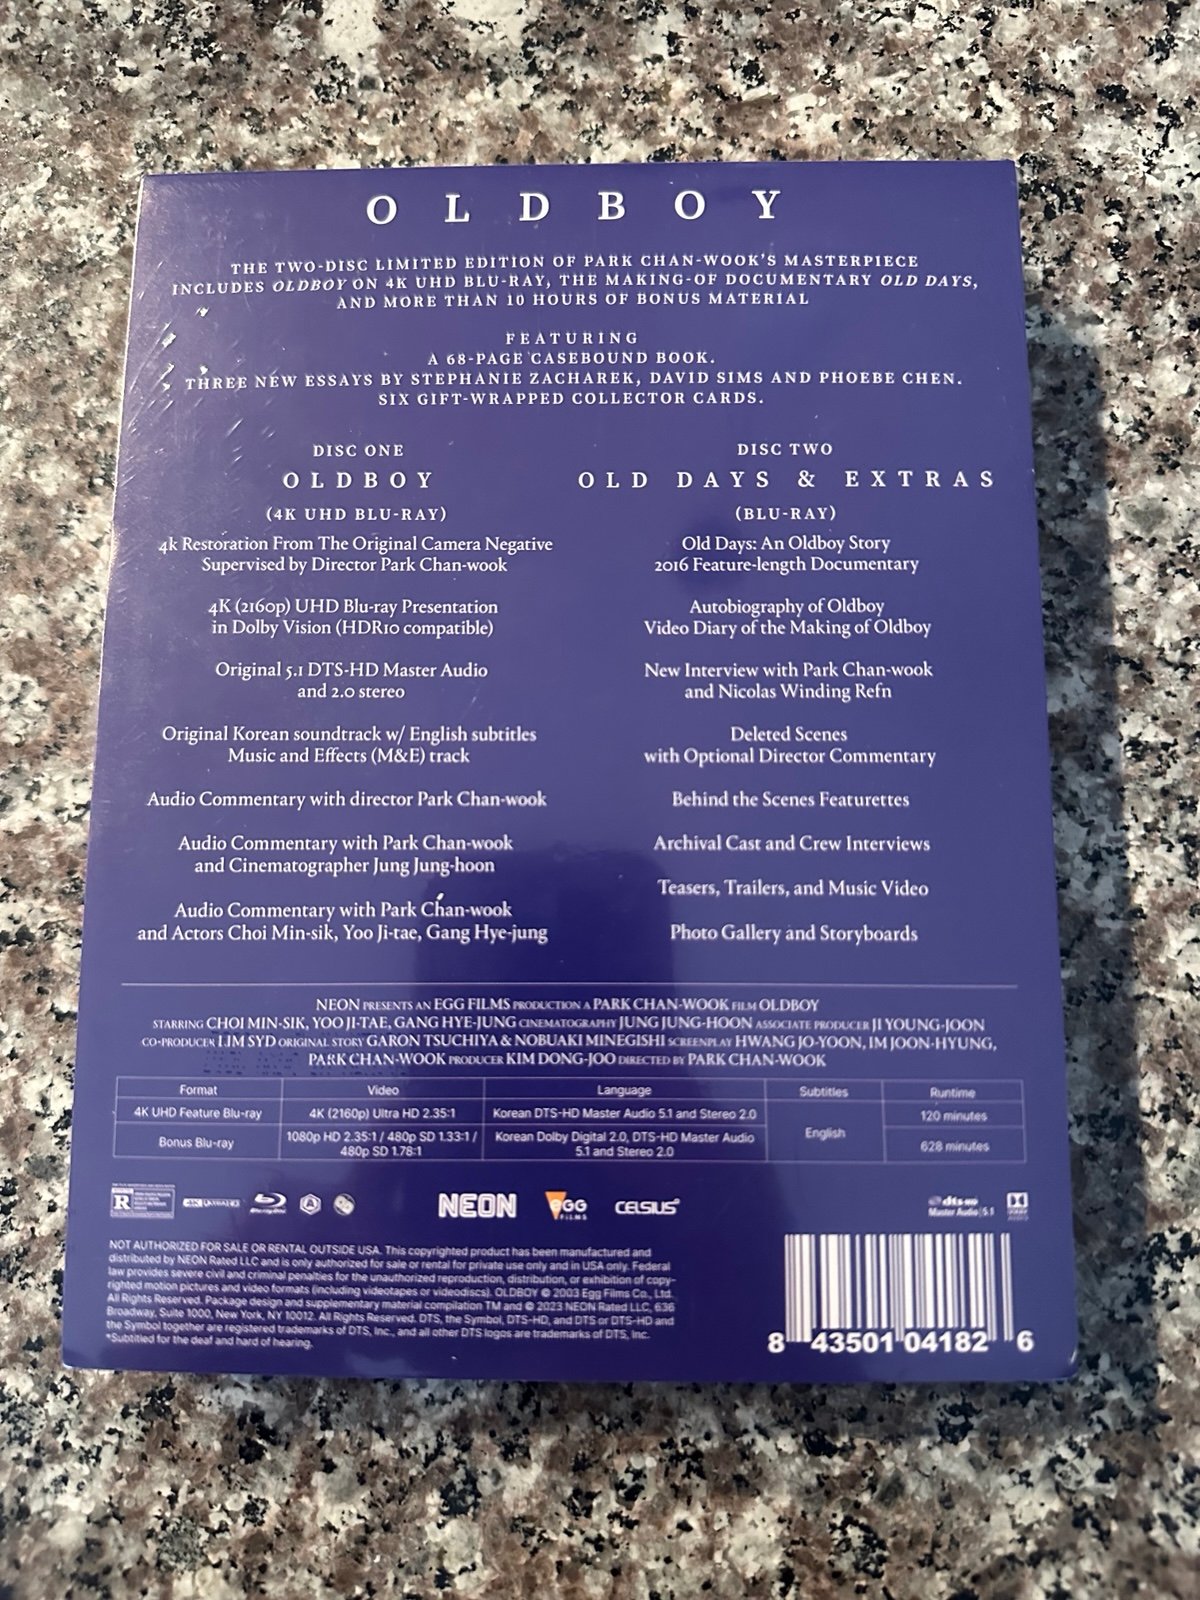 OLDBOY
THE TWO-DISC LIMITED EDITION OF PARK CHAN-WOOK'S MASTERPIECE
INCLUDES OLDBOY ON 4K UHD BLU-RAY, THE MAKING-OF DOCUMENTARY OLD DAYS,
AND MORE THAN 10 HOURS OF BONUS MATERIAL
FEATURING
A 68-PAGE CASEBOUND BOOK.
THREE NEW ESSAYS BY STEPHANIE ZACHAREK, DAVID SIMS AND PHOEBE CHEN.
SIX GIFT-WRAPPED COLLECTOR CARDS.
DISC ONE
OLDBOY
(4K UHD BLU-RAY)
4k Restoration From The Original Camera Negative
Supervised by Director Park Chan-wook
4K (2160p) UHD Blu-ray Presentation
in Dolby Vision (HDR10 compatible)
Original 5.1 DTS-HD Master Audio
and 2.0 stereo
Original Korean soundtrack w/ English subtitles
Music and Effects (M&E) track
Audio Commentary with director Park Chan-wook
Audio Commentary with Park Chan-wook
and Cinematographer Jung Jung-hoon
Audio Commentary with Park Chan-wook
and Actors Choi Min-sik, Yoo Ji-tae, Gang Hye-jung
DISC TWO
OLD DAYS & EXTRAS
(BLU-RAY)
Old Days: An Oldboy Story
2016 Feature-length Documentary
Autobiography of Oldboy
Video Diary of the Making of Oldboy
New Interview with Park Chan-wook
and Nicolas Winding Refn
Deleted Scenes
with Optional Director Commentary
Behind the Scenes Featurettes
Archival Cast and Crew Interviews
Teasers, Trailers, and Music Video
Photo Gallery and Storyboards
NEON PRESENTS AN EGG FILMS PRODUCTION A PARK CHAN-WOOK FILM OLDBOY
STARRING CHOI MIN-SIK, YOO JI-TAE, GANG HYE-JUNG CINEMATOGRAPHY JUNG JUNG-HOON ASSOCIATE PRODUCER JI YOUNG-JOON
CO-PRODUCER LIM SYD ORIGINAL STORY GARON TSUCHIYA & NOBUAKI MINEGISHI SCREENPLAY HWANG JO-YOON, IM JOON-HYUNG,
PARK CHAN-WOOK PRODUCER KIM DONG-JOO DIRECTED BY PARK CHAN-WOOK
Format Video Language Subtitles Runtime
4K UHD Feature Blu-ray 4K (2160p) Ultra HD 2.35:1 Korean DTS-HD Master Audio 5.1 and Stereo 2.0 English 120 minutes
Bonus Blu-ray 1080p HD 2.35:1 / 480p SD 1.33:1 / Korean Dolby Digital 2.0, DTS-HD Master Audio 628 minutes
480p SD 1.78:1 5.1 and Stereo 2.0
R 4K ULTRA HD Blu-ray Disc A NEON EGG FILMS CELSIUS dts-HD
Master Audio | 5.1
NOT AUTHORIZED FOR SALE OR RENTAL OUTSIDE USA. This copyrighted product has been manufactured and
distributed by NEON Rated LLC and is only authorized for sale or rental for private use only and in USA only. Federal
law provides severe civil and criminal penalties for the unauthorized reproduction, distribution, or exhibition of copy-
righted motion pictures and video formats (including videotapes or videodiscs). OLDBOY © 2003 Egg Films Co., Ltd.
All Rights Reserved. Package design and supplementary material compilation TM and © 2023 NEON Rated LLC, 636
Broadway, Suite 1000, New York, NY 10012. All Rights Reserved. DTS, the Symbol, DTS-HD, and DTS or DTS-HD and
the Symbol together are registered trademarks of DTS, Inc., and all other DTS logos are trademarks of DTS, Inc.
*Subtitled for the deaf and hard of hearing.
8 43501 04182 6